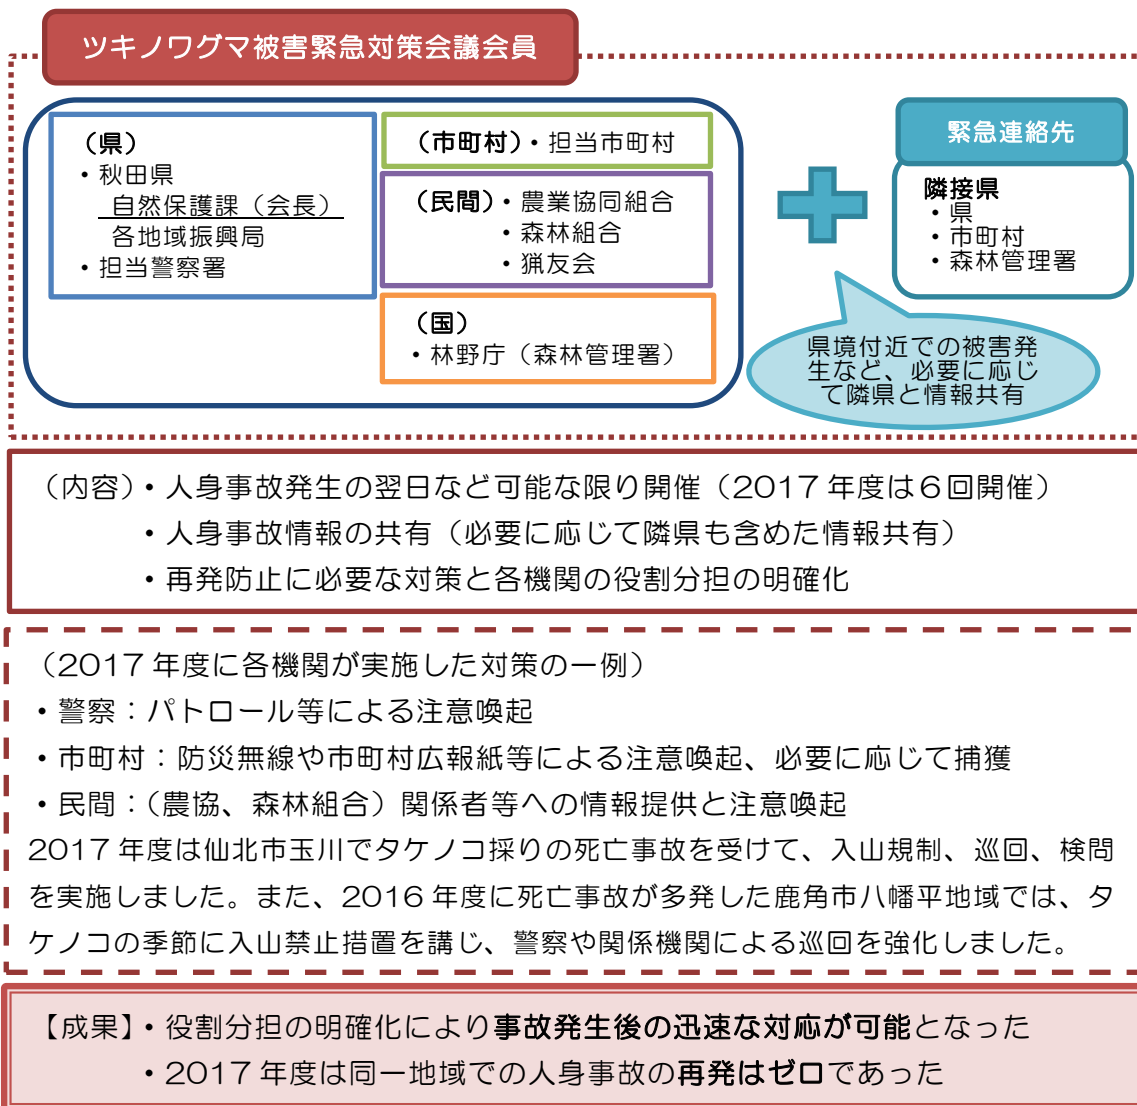 ツキノワグマ被害緊急対策会議会員
（県）
・秋田県
自然保護課（会長）
各地域振興局
・担当警察署
（市町村）・担当市町村
（民間）・農業協同組合
・森林組合
・猟友会
（国）
・林野庁（森林管理署）
緊急連絡先
隣接県
・県
・市町村
・森林管理署
県境付近での被害発
生など、必要に応じ
て隣県と情報共有
（内容）・人身事故発生の翌日など可能な限り開催（2017年度は6回開催）
・人身事故情報の共有（必要に応じて隣県も含めた情報共有）
・再発防止に必要な対策と各機関の役割分担の明確化
（2017年度に各機関が実施した対策の一例）
・警察：パトロール等による注意喚起
・市町村：防災無線や市町村広報紙等による注意喚起、必要に応じて捕獲
・民間：（農協、森林組合）関係者等への情報提供と注意喚起
2017年度は仙北市玉川でタケノコ採りの死亡事故を受けて、入山規制、巡回、検問
を実施しました。また、2016年度に死亡事故が多発した鹿角市八幡平地域では、タ
ケノコの季節に入山禁止措置を講じ、警察や関係機関による巡回を強化しました。
【成果】・役割分担の明確化により事故発生後の迅速な対応が可能となった
・2017年度は同一地域での人身事故の再発はゼロであった